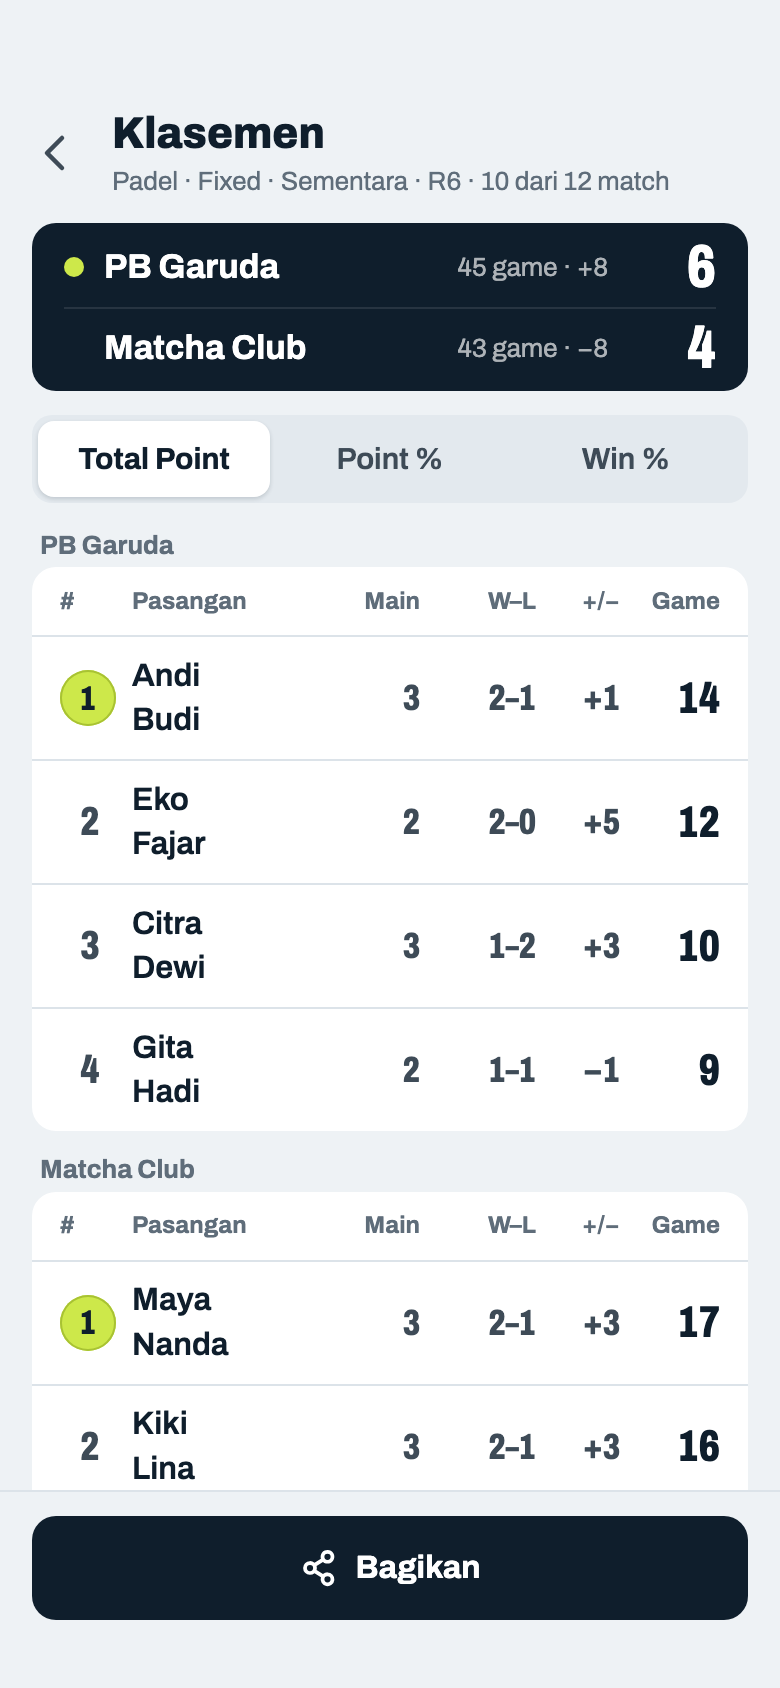 Klasemen
Padel · Fixed · Sementara · R6 · 10 dari 12 match
PB Garuda 45 game · +8 6
Matcha Club 43 game · −8 4
Total Point Point % Win %
PB Garuda
# Pasangan Main W–L +/− Game
1 Andi Budi 3 2–1 +1 14
2 Eko Fajar 2 2–0 +5 12
3 Citra Dewi 3 1–2 +3 10
4 Gita Hadi 2 1–1 −1 9
Matcha Club
# Pasangan Main W–L +/− Game
1 Maya Nanda 3 2–1 +3 17
2 Kiki Lina 3 2–1 +3 16
Bagikan